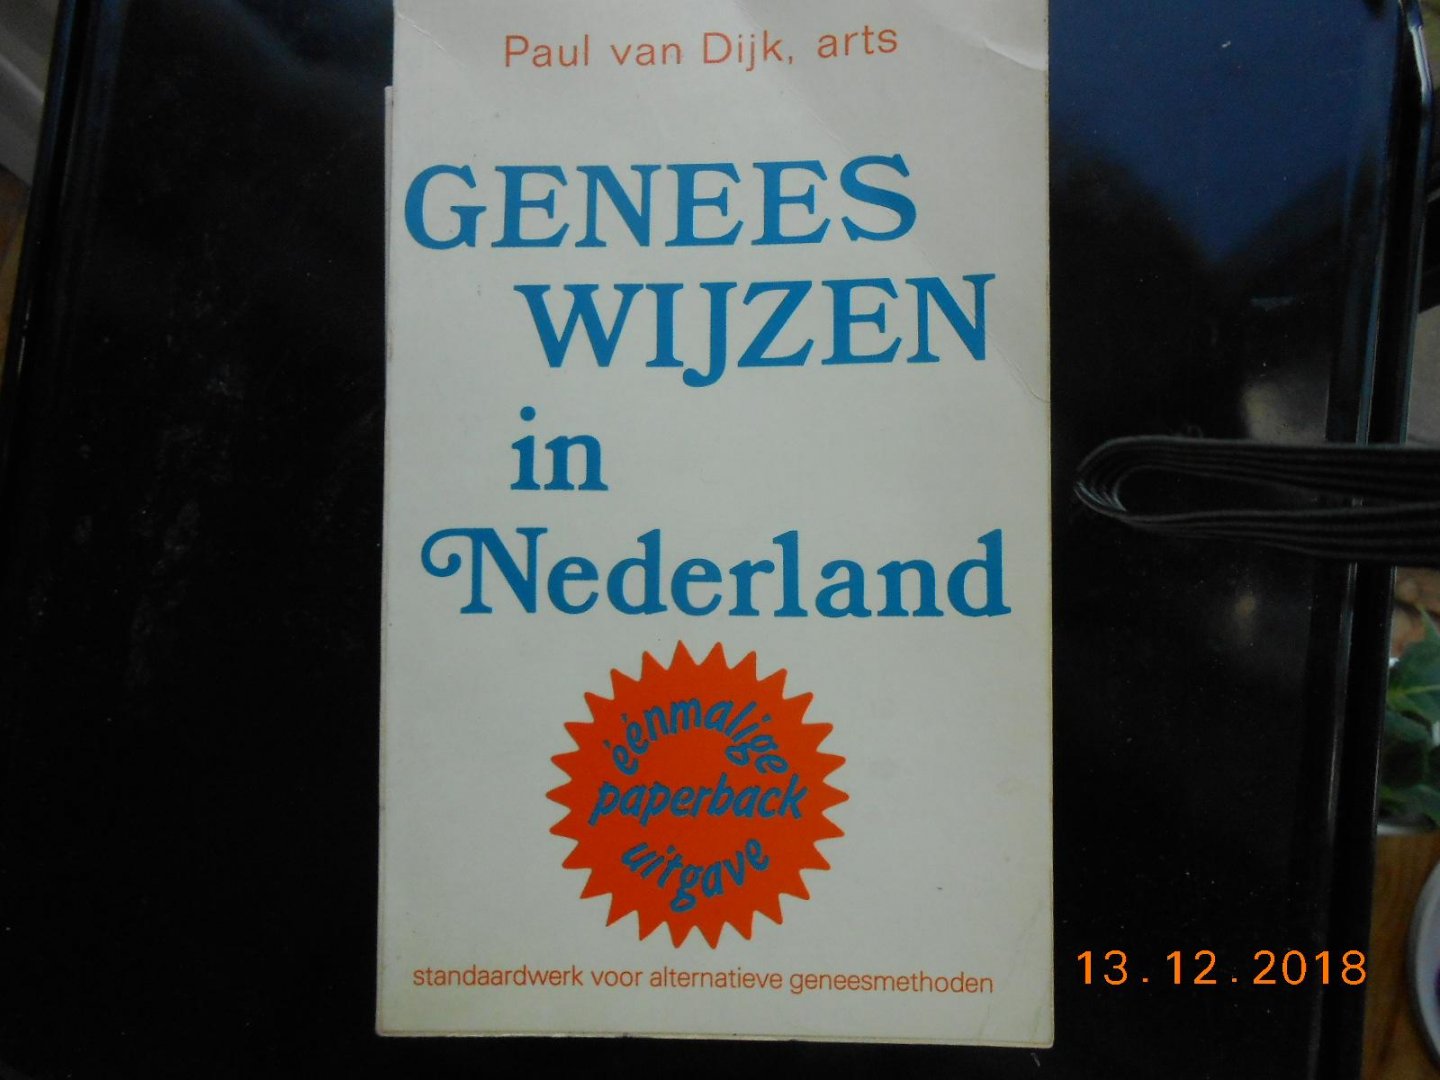 Paul van Dijk, arts
GENEES
WIJZEN
in
Nederland
éénmalige
paperback
uitgave
standaardwerk voor alternatieve geneesmethoden
13.12.2018